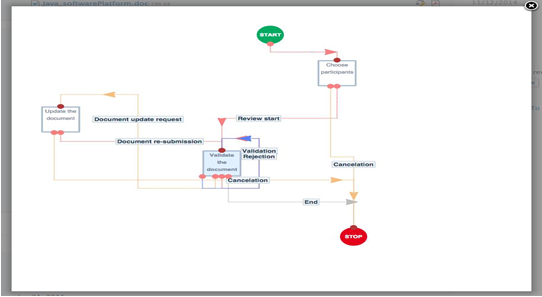 java_softwarePlatform.doc
START
Choose
participants
Update the
document
Document update request
Review start
Document re-submission
Validation
Rejection
Validate
the
document
Cancelation
Cancelation
End
STOP